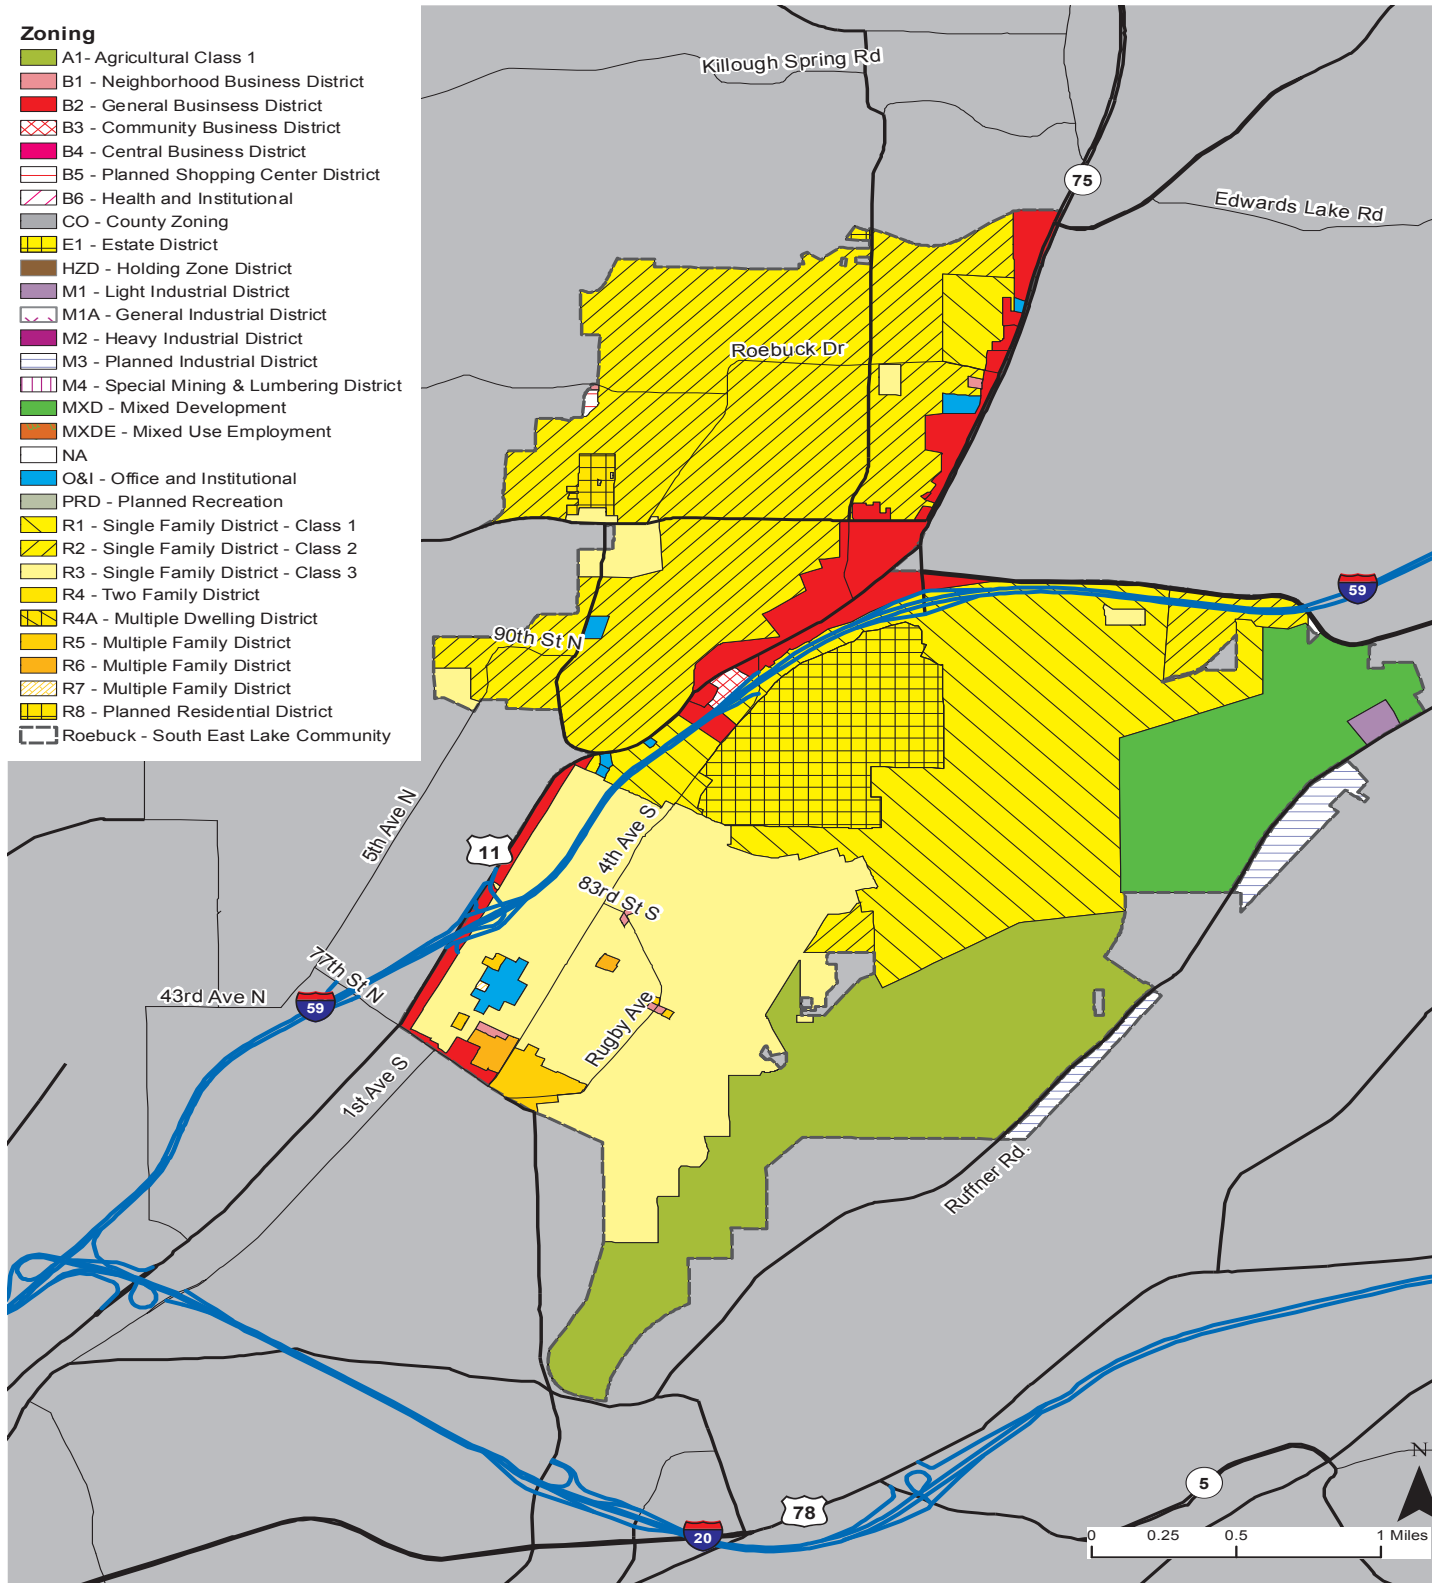 Zoning
A1- Agricultural Class 1
B1 - Neighborhood Business District
B2 - General Businsess District
B3 - Community Business District
B4 - Central Business District
B5 - Planned Shopping Center District
B6 - Health and Institutional
CO - County Zoning
E1 - Estate District
HZD - Holding Zone District
M1 - Light Industrial District
M1A - General Industrial District
M2 - Heavy Industrial District
M3 - Planned Industrial District
M4 - Special Mining & Lumbering District
MXD - Mixed Development
MXDE - Mixed Use Employment
NA
O&I - Office and Institutional
PRD - Planned Recreation
R1 - Single Family District - Class 1
R2 - Single Family District - Class 2
R3 - Single Family District - Class 3
R4 - Two Family District
R4A - Multiple Dwelling District
R5 - Multiple Family District
R6 - Multiple Family District
R7 - Multiple Family District
R8 - Planned Residential District
Roebuck - South East Lake Community
Killough Spring Rd
75
Edwards Lake Rd
Roebuck Dr
59
90th St N
5th Ave N
11
4th Ave S
83rd St S
77th St N
43rd Ave N
59
Rugby Ave
1st Ave S
Ruffner Rd.
N
5
78
20
0 0.25 0.5 1 Miles